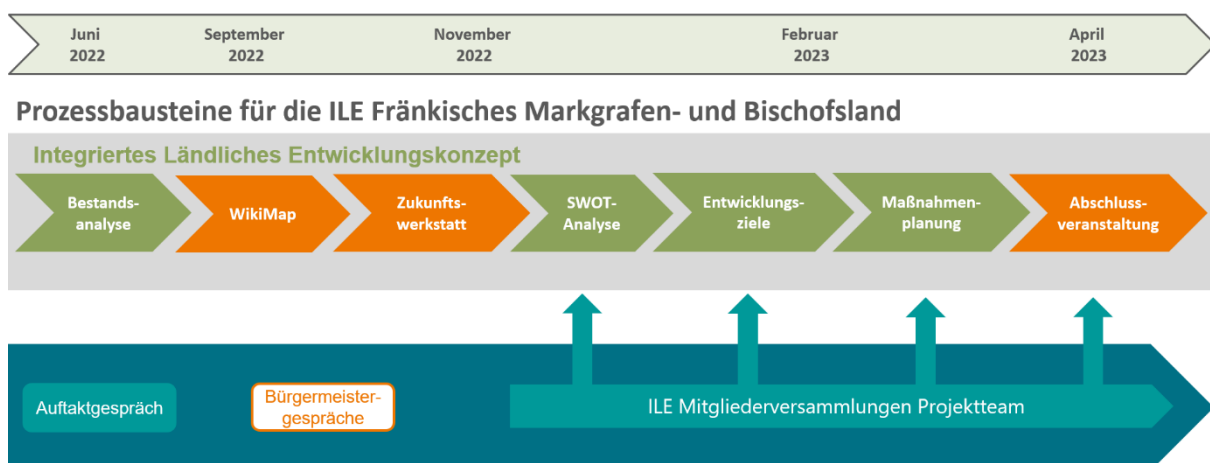 Juni
2022
September
2022
November
2022
Februar
2023
April
2023
Prozessbausteine für die ILE Fränkisches Markgrafen- und Bischofsland
Integriertes Ländliches Entwicklungskonzept
Bestands-
analyse
WikiMap
Zukunfts-
werkstatt
SWOT-
Analyse
Entwicklungs-
ziele
Maßnahmen-
planung
Abschluss-
veranstaltung
Auftaktgespräch
Bürgermeister-
gespräche
ILE Mitgliederversammlungen Projektteam